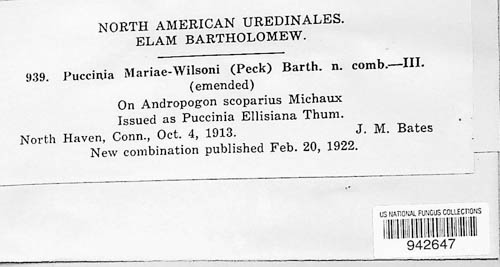 NORTH AMERICAN UREDINALES.
ELAM BARTHOLOMEW.
939. Puccinia Mariae-Wilsoni (Peck) Barth. n. comb.—III.
(emended)
On Andropogon scoparius Michaux
Issued as Puccinia Ellisiana Thum.
North Haven, Conn., Oct. 4, 1913. J. M. Bates
New combination published Feb. 20, 1922.
US NATIONAL FUNGUS COLLECTIONS
942647